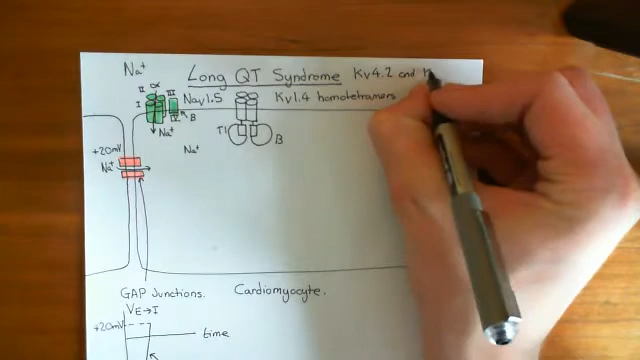 Na+
Long QT Syndrome
Kv4.2 and
α
II
III
I
IV
B
Nav1.5
Kv1.4 homotetramers
Na+
T1
B
Na+
+20mV
Na+
GAP Junctions.
Cardiomyocyte.
VE→I
+20mV
time